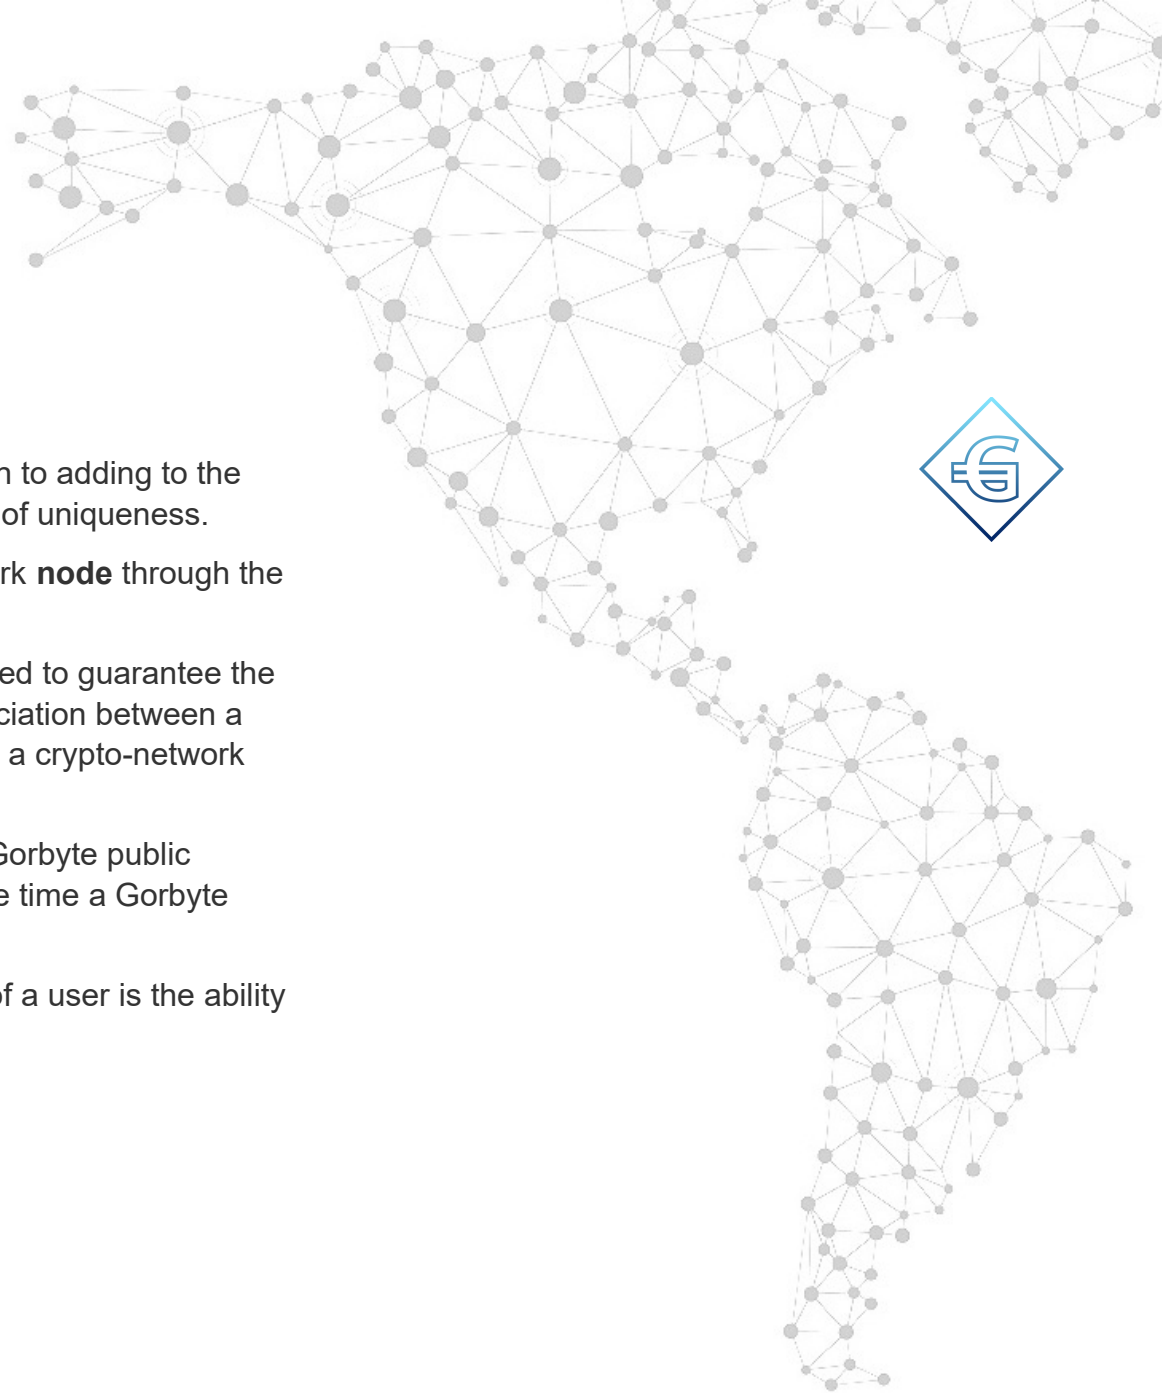 n to adding to the
of uniqueness.
rk node through the
ed to guarantee the
ciation between a
a crypto-network
Gorbyte public
e time a Gorbyte
of a user is the ability